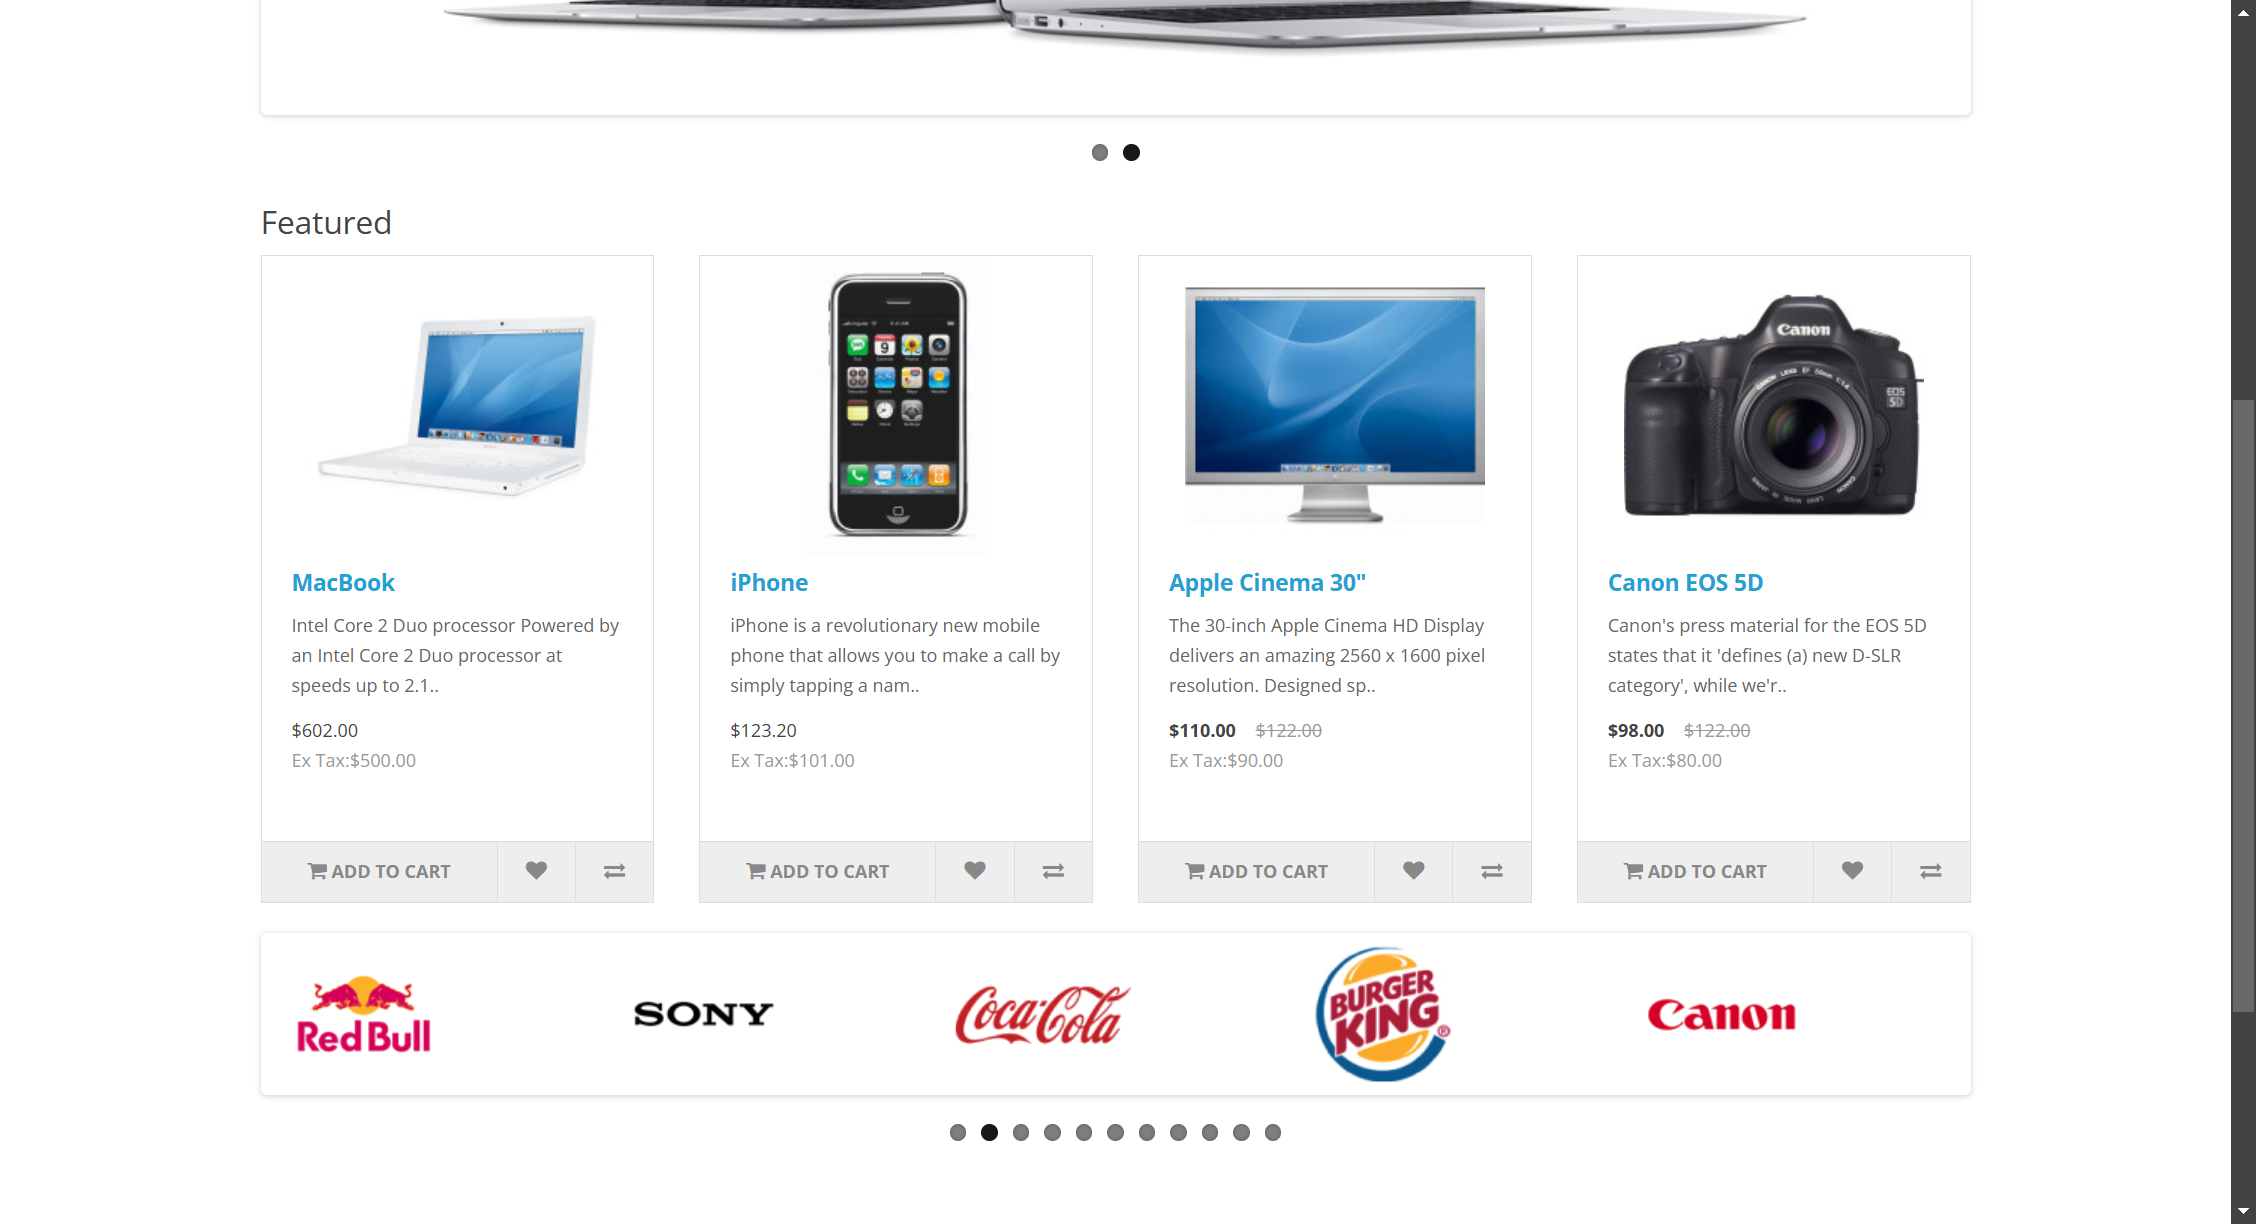 Featured
Canon
EOS
5D
MacBook
Intel Core 2 Duo processor Powered by
an Intel Core 2 Duo processor at
speeds up to 2.1..
$602.00
Ex Tax:$500.00
ADD TO CART
iPhone
iPhone is a revolutionary new mobile
phone that allows you to make a call by
simply tapping a nam..
$123.20
Ex Tax:$101.00
ADD TO CART
Apple Cinema 30"
The 30-inch Apple Cinema HD Display
delivers an amazing 2560 x 1600 pixel
resolution. Designed sp..
$110.00 $122.00
Ex Tax:$90.00
ADD TO CART
Canon EOS 5D
Canon's press material for the EOS 5D
states that it 'defines (a) new D-SLR
category', while we'r..
$98.00 $122.00
Ex Tax:$80.00
ADD TO CART
Red Bull
SONY
Coca-Cola
BURGER
KING®
Canon